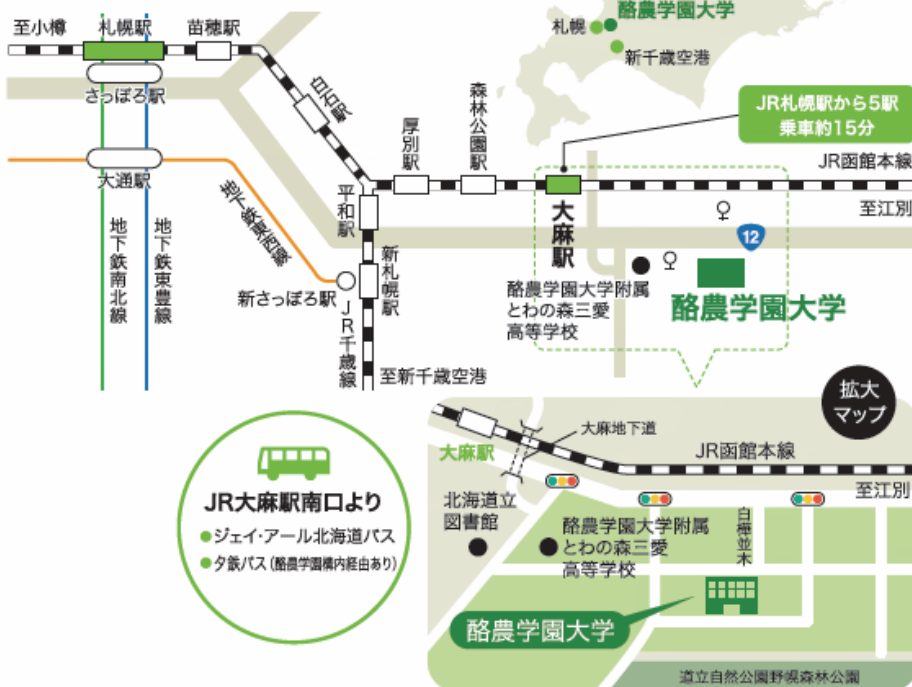 至小樽
札幌駅
苗穂駅
さっぽろ駅
白石駅
大通駅
地下鉄東西線
地下鉄南北線
地下鉄東豊線
新さっぽろ駅
平和駅
新札幌駅
JR千歳線
至新千歳空港
厚別駅
森林公園駅
大麻駅
札幌
酪農学園大学
新千歳空港
JR札幌駅から5駅
乗車約15分
JR函館本線
至江別
12
酪農学園大学附属
とわの森三愛
高等学校
酪農学園大学
JR大麻駅南口より
ジェイ・アール北海道バス
夕鉄バス(酪農学園構内経由あり)
拡大
マップ
大麻駅
大麻地下道
JR函館本線
至江別
北海道立
図書館
酪農学園大学附属
とわの森三愛
高等学校
白樺並木
酪農学園大学
道立自然公園野幌森林公園